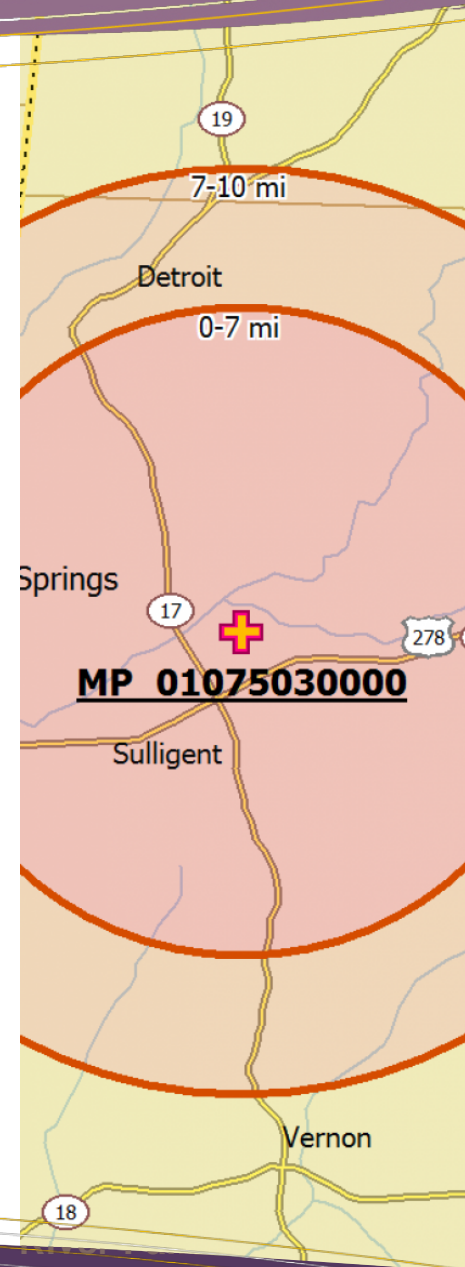 19
7-10 mi
Detroit
0-7 mi
Springs
17
278
MP 01075030000
Sulligent
Vernon
18